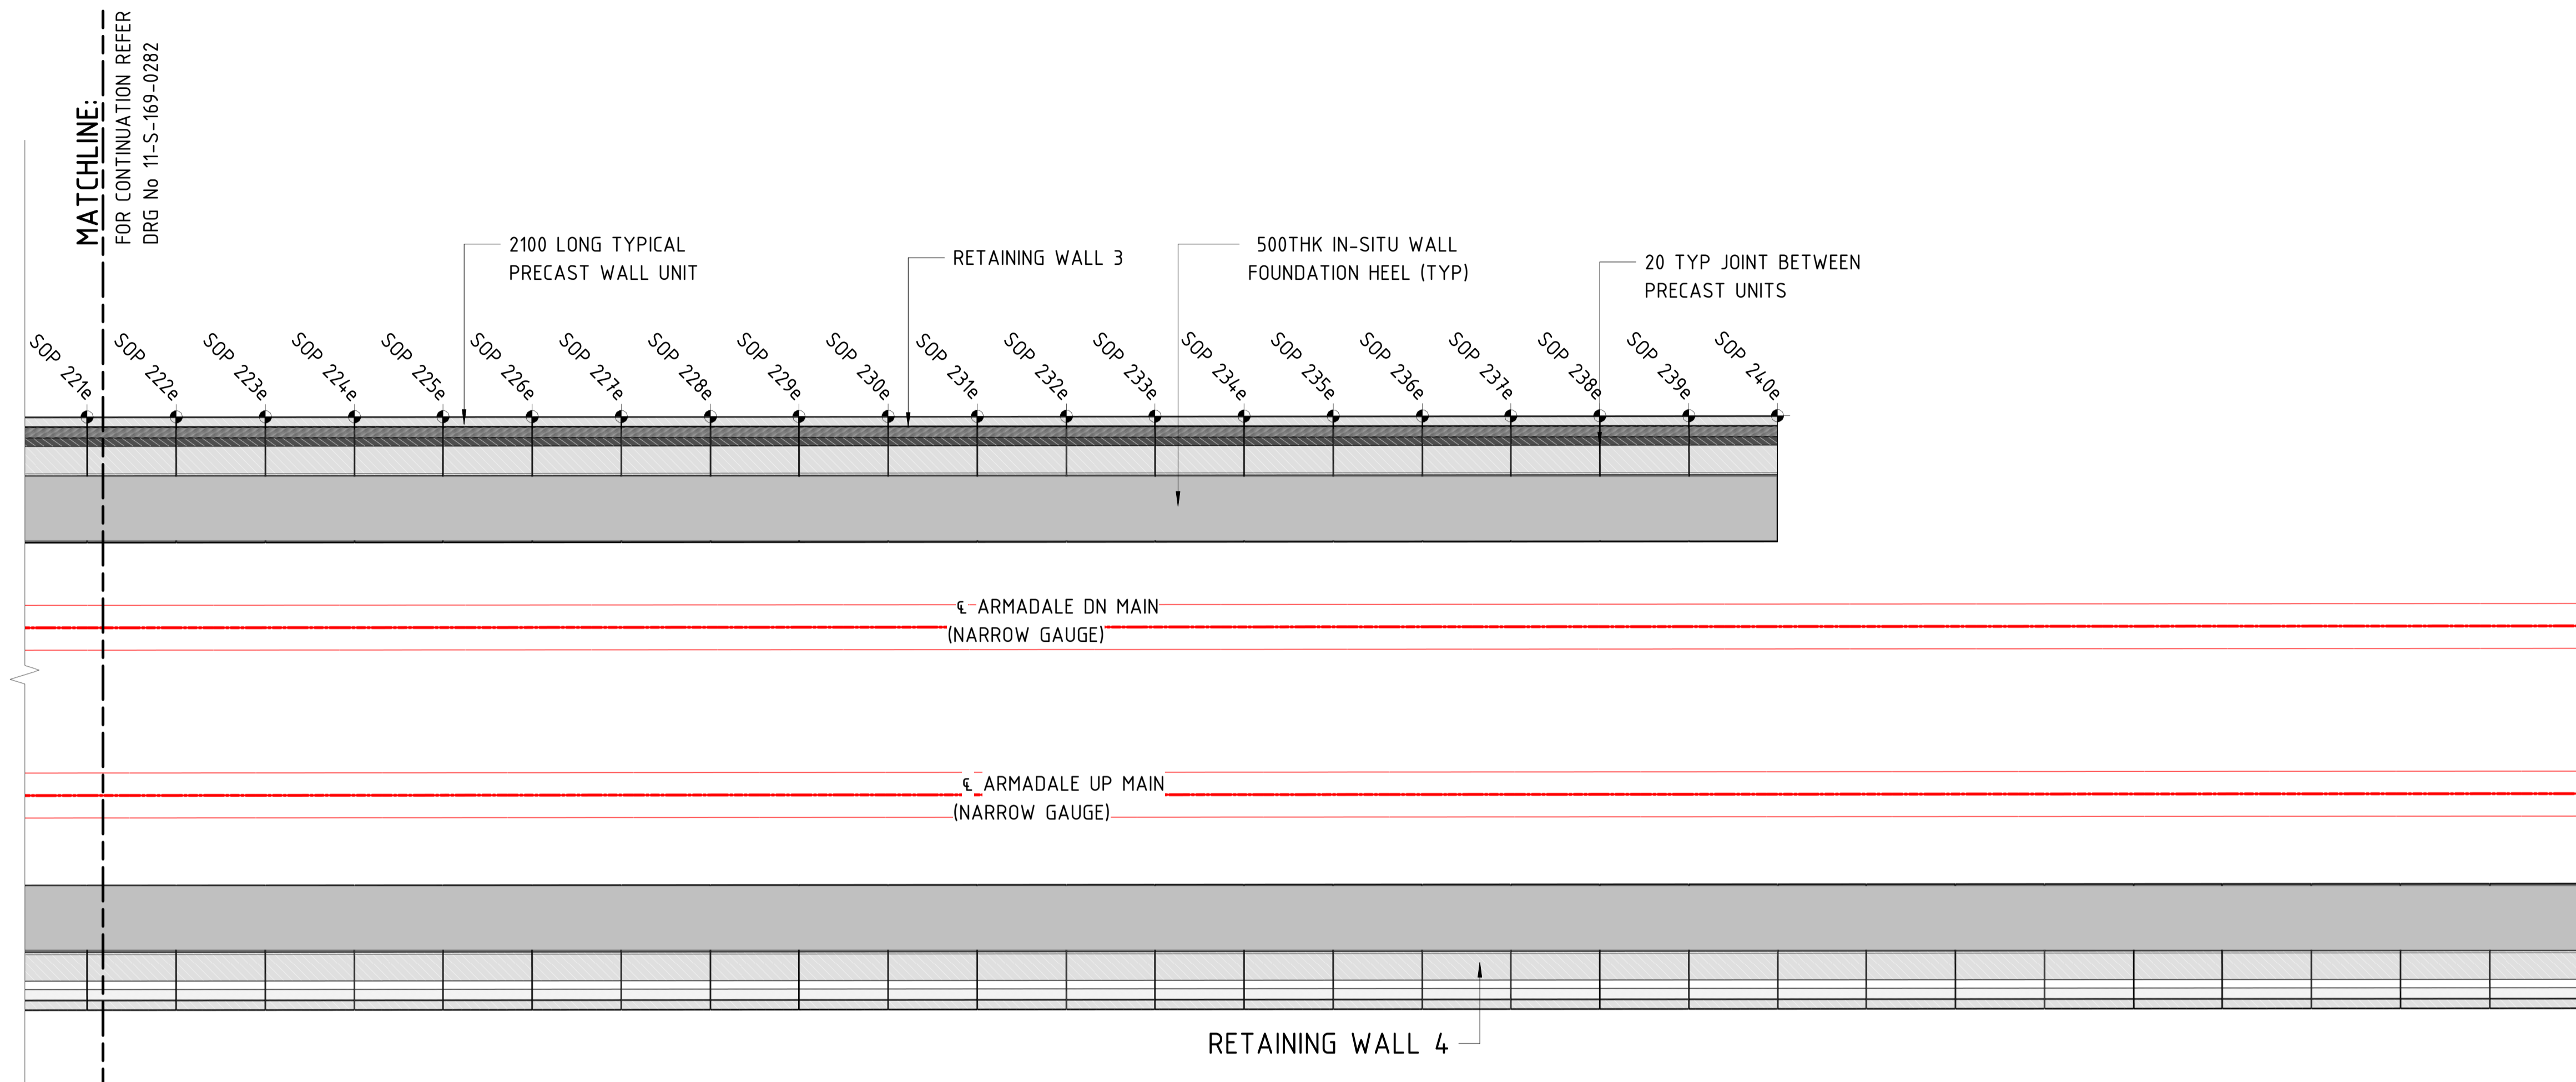 MATCHLINE:
FOR CONTINUATION REFER
DRG No 11-S-169-0282
2100 LONG TYPICAL
PRECAST WALL UNIT
RETAINING WALL 3
500THK IN-SITU WALL
FOUNDATION HEEL (TYP)
20 TYP JOINT BETWEEN
PRECAST UNITS
SOP 221e
SOP 222e
SOP 223e
SOP 224e
SOP 225e
SOP 226e
SOP 227e
SOP 228e
SOP 229e
SOP 230e
SOP 231e
SOP 232e
SOP 233e
SOP 234e
SOP 235e
SOP 236e
SOP 237e
SOP 238e
SOP 239e
SOP 240e
℄ ARMADALE DN MAIN
(NARROW GAUGE)
℄ ARMADALE UP MAIN
(NARROW GAUGE)
RETAINING WALL 4